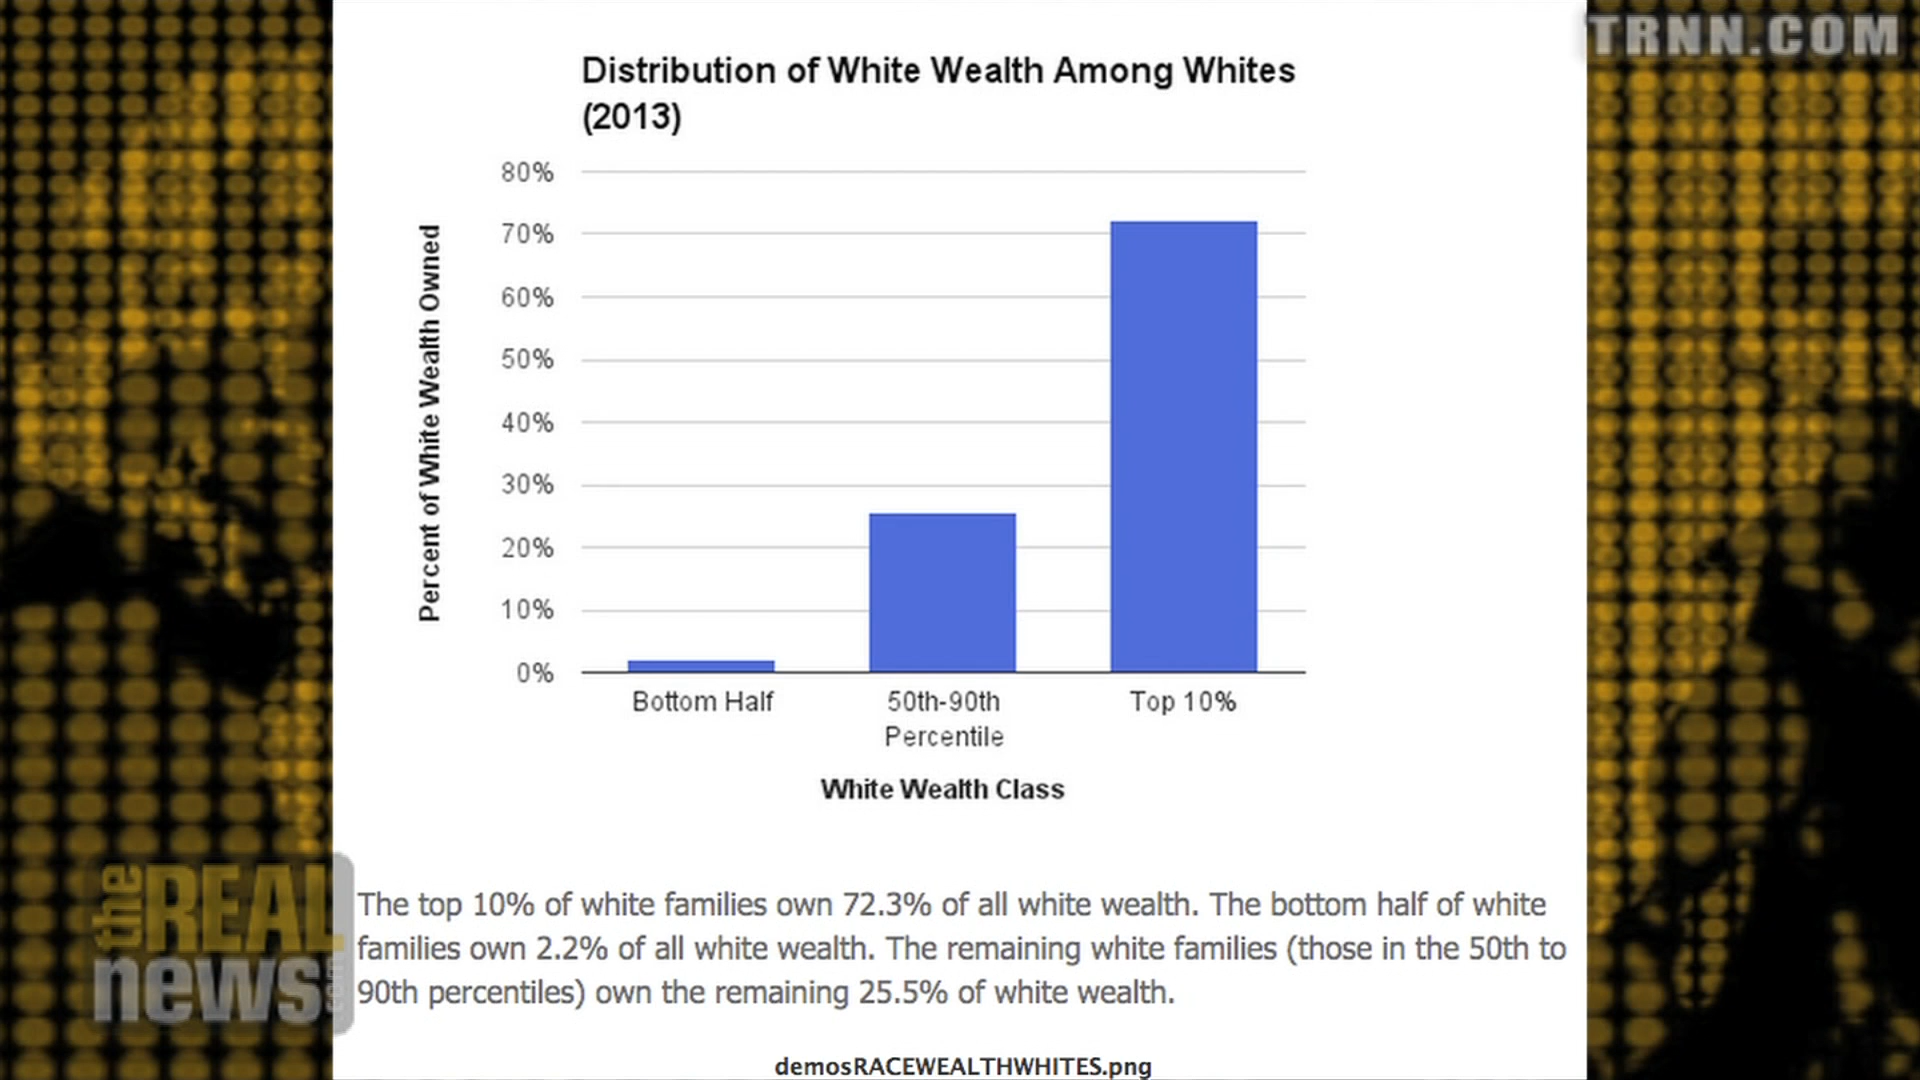 TRNN.COM
Distribution of White Wealth Among Whites
(2013)
80%
70%
60%
50%
40%
30%
20%
10%
0%
Percent of White Wealth Owned
Bottom Half
50th-90th
Percentile
Top 10%
White Wealth Class
The top 10% of white families own 72.3% of all white wealth. The bottom half of white
families own 2.2% of all white wealth. The remaining white families (those in the 50th to
90th percentiles) own the remaining 25.5% of white wealth.
the REAL
news.com
demosRACEWEALTHWHITES.png